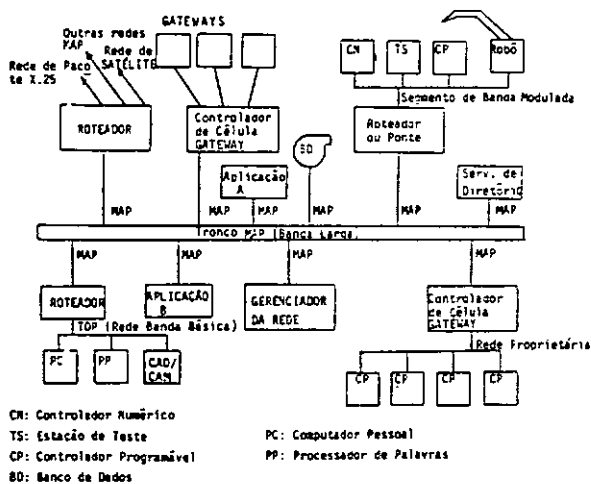 GATEWAYS
Outras redes
MAP
Rede de
SATÉLITE
Rede de Paco
te X.25
CN
TS
CP
Robô
Segmento de Banda Modulada
ROTEADOR
Controlador
de Célula
GATEWAY
BD
Roteador
ou Ponte
Aplicação
A
Serv. de
Diretório
MAP
MAP
MAP
MAP
MAP
MAP
Tronco MAP (Banda Larga)
MAP
MAP
MAP
MAP
ROTEADOR
APLICAÇÃO
B
GERENCIADOR
DA REDE
Controlador
de Célula
GATEWAY
TOP (Rede Banda Básica)
Rede Proprietária
PC
PP
CAD/
CAM
CP
CP
CP
CP
CN: Controlador Numérico
TS: Estação de Teste
PC: Computador Pessoal
CP: Controlador Programável
PP: Processador de Palavras
BD: Banco de Dados